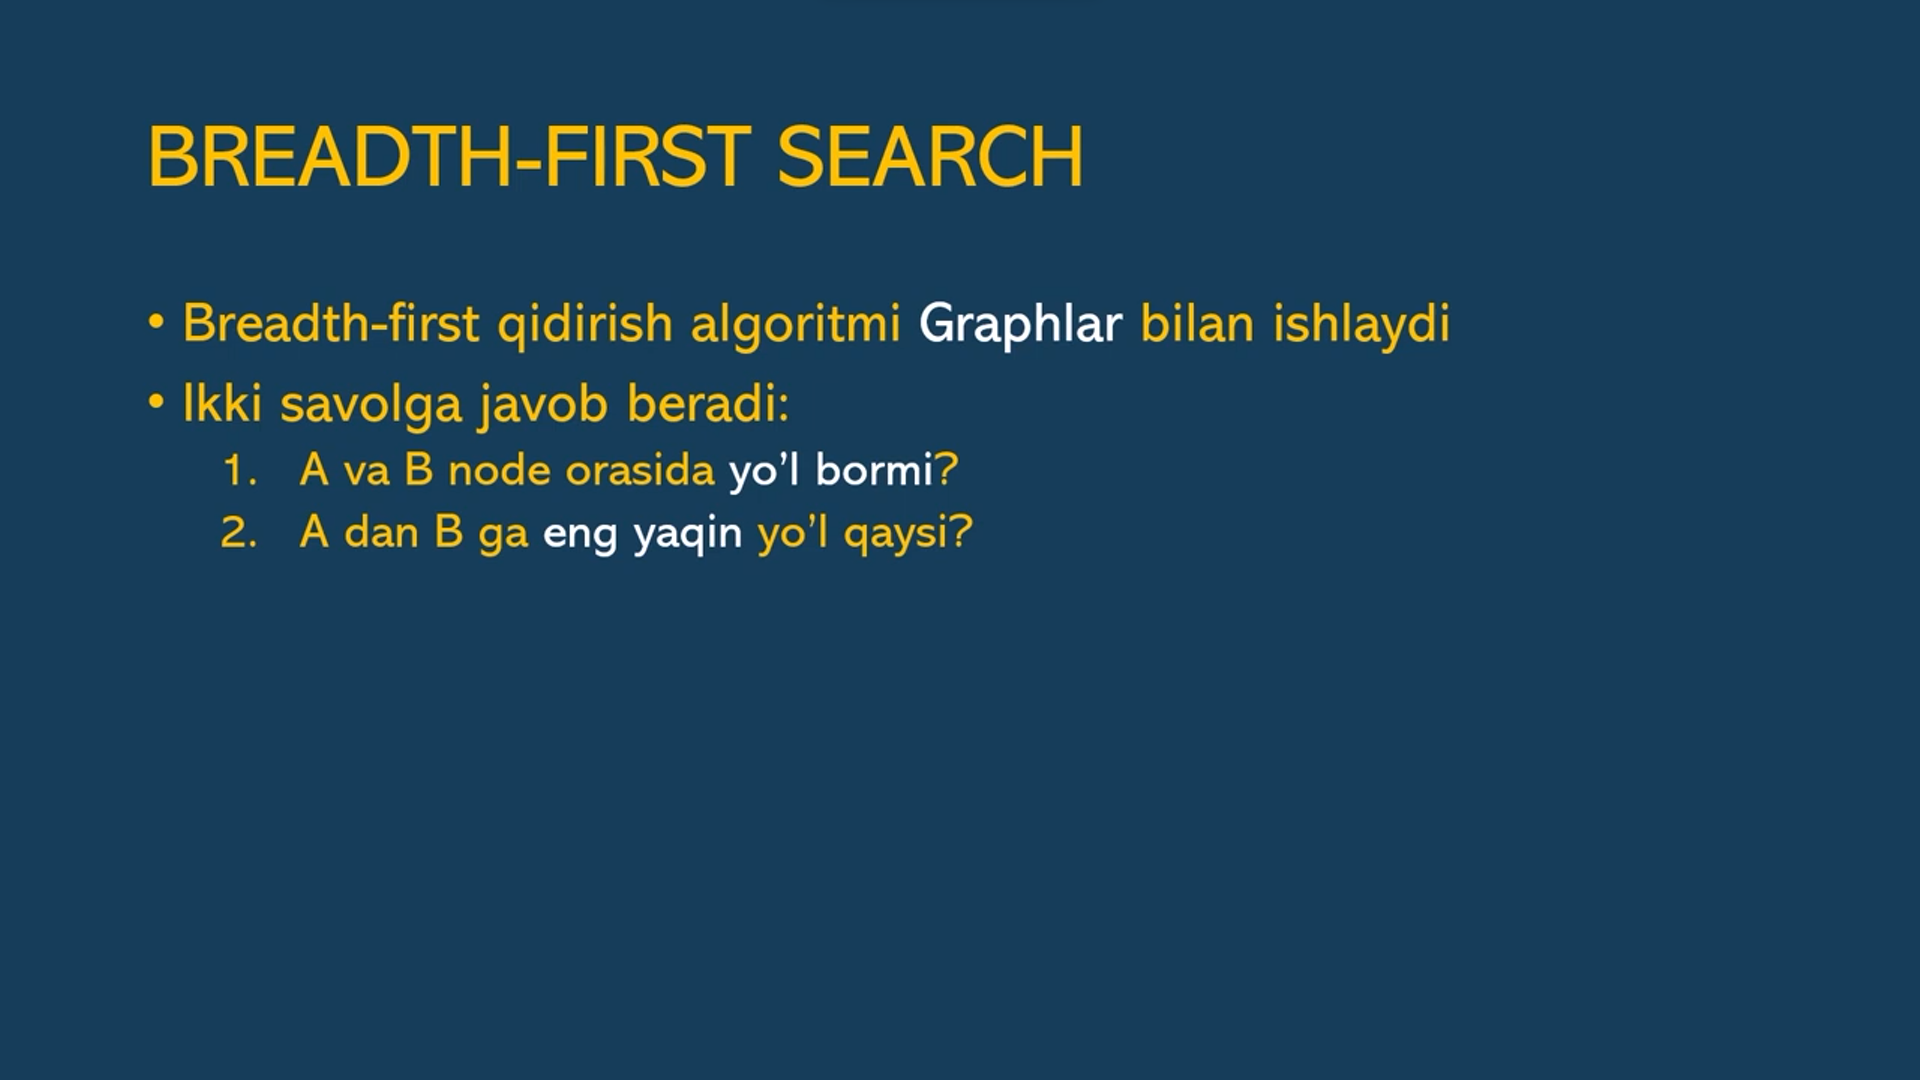 BREADTH-FIRST SEARCH
• Breadth-first qidirish algoritmi Graphlar bilan ishlaydi
• Ikki savolga javob beradi:
1. A va B node orasida yo’l bormi?
2. A dan B ga eng yaqin yo’l qaysi?